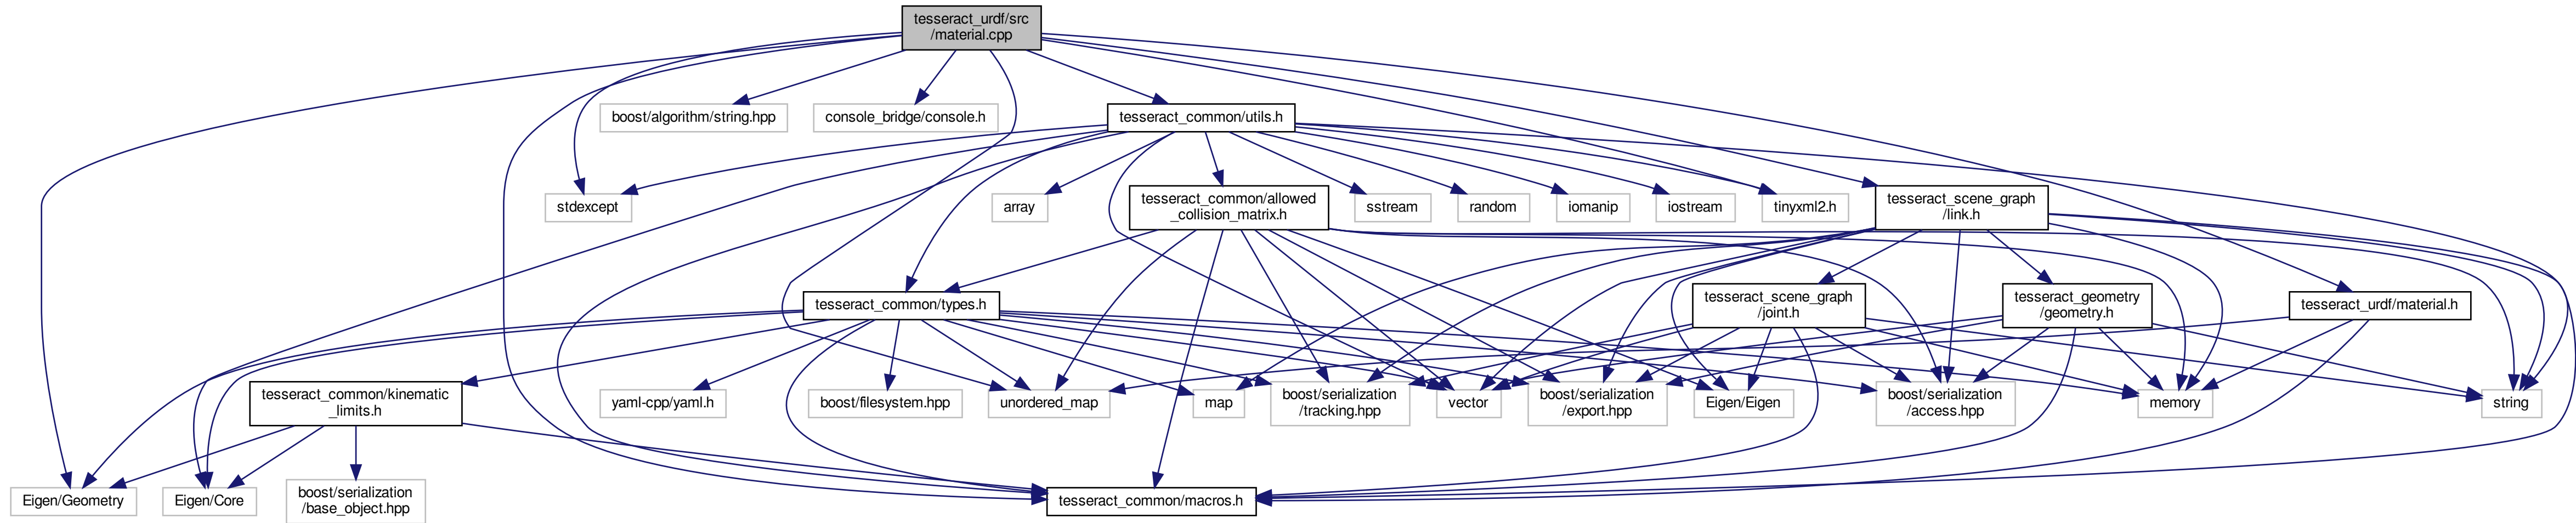 tesseract_urdf/src
/material.cpp
boost/algorithm/string.hpp
console_bridge/console.h
tesseract_common/utils.h
stdexcept
array
tesseract_common/allowed
_collision_matrix.h
sstream
random
iomanip
iostream
tinyxml2.h
tesseract_scene_graph
/link.h
tesseract_common/types.h
tesseract_scene_graph
/joint.h
tesseract_geometry
/geometry.h
tesseract_urdf/material.h
tesseract_common/kinematic
_limits.h
yaml-cpp/yaml.h
boost/filesystem.hpp
unordered_map
map
boost/serialization
/tracking.hpp
vector
boost/serialization
/export.hpp
Eigen/Eigen
boost/serialization
/access.hpp
memory
string
Eigen/Geometry
Eigen/Core
boost/serialization
/base_object.hpp
tesseract_common/macros.h